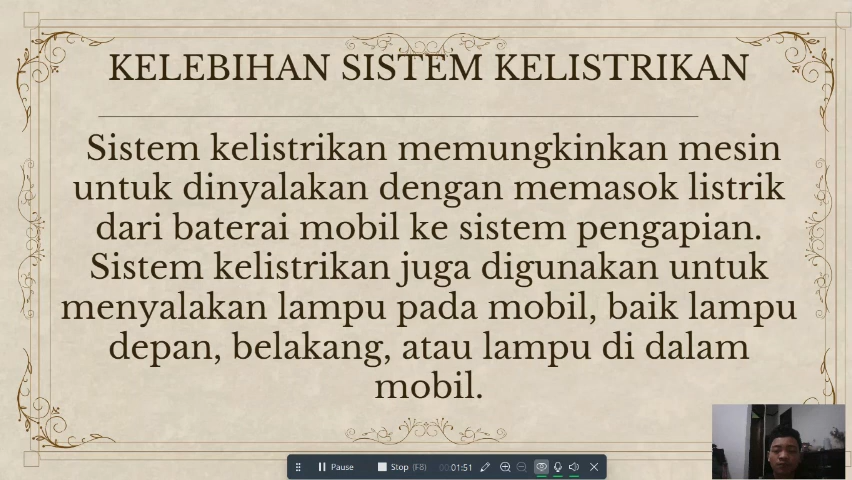 KELEBIHAN SISTEM KELISTRIKAN
Sistem kelistrikan memungkinkan mesin
untuk dinyalakan dengan memasok listrik
dari baterai mobil ke sistem pengapian.
Sistem kelistrikan juga digunakan untuk
menyalakan lampu pada mobil, baik lampu
depan, belakang, atau lampu di dalam
mobil.
Pause Stop (F8) 00:01:51